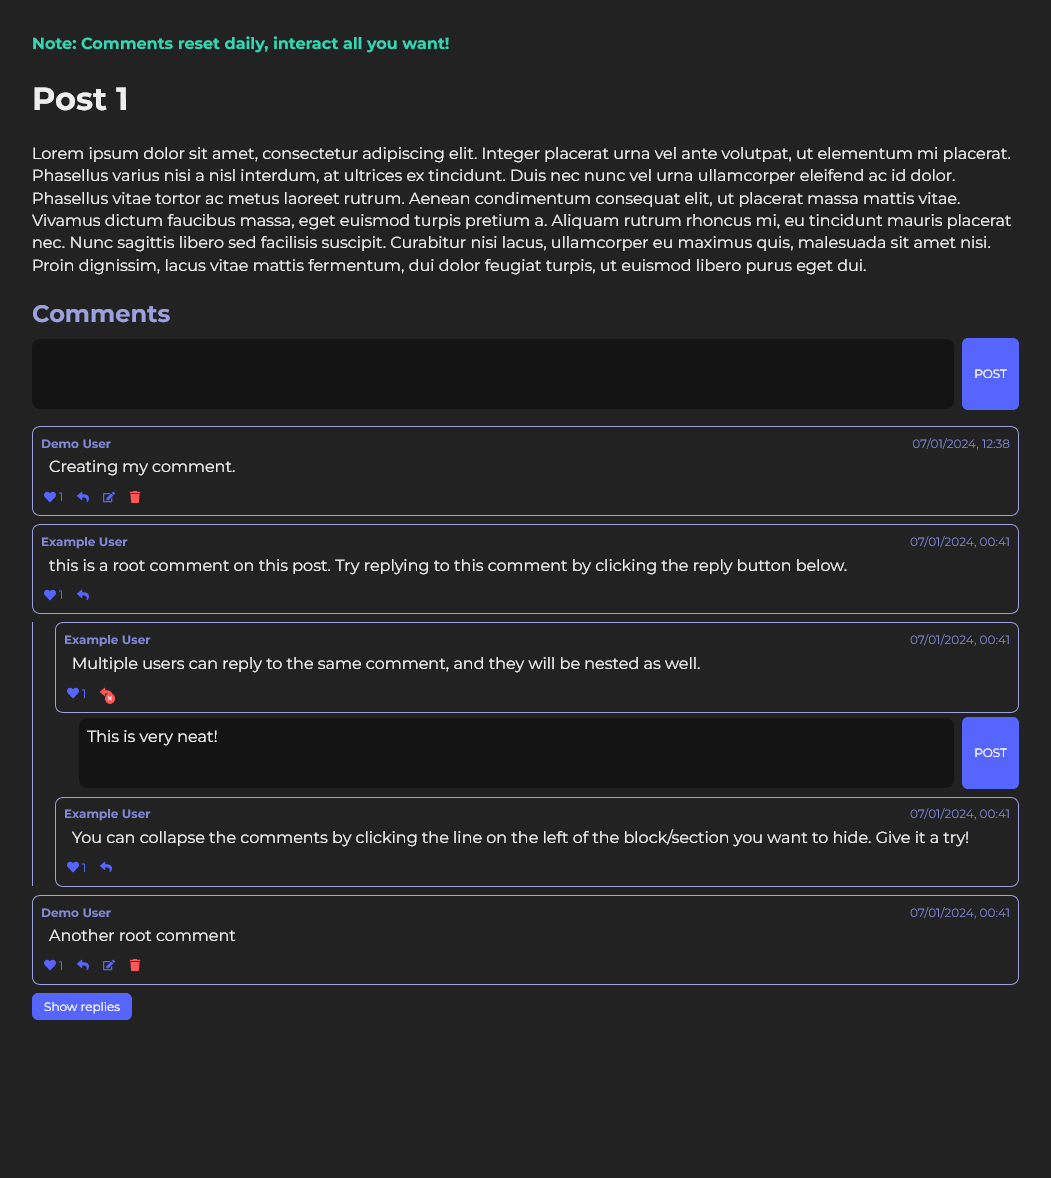 Note: Comments reset daily, interact all you want!
Post 1
Lorem ipsum dolor sit amet, consectetur adipiscing elit. Integer placerat urna vel ante volutpat, ut elementum mi placerat.
Phasellus varius nisi a nisl interdum, at ultrices ex tincidunt. Duis nec nunc vel urna ullamcorper eleifend ac id dolor.
Phasellus vitae tortor ac metus laoreet rutrum. Aenean condimentum consequat elit, ut placerat massa mattis vitae.
Vivamus dictum faucibus massa, eget euismod turpis pretium a. Aliquam rutrum rhoncus mi, eu tincidunt mauris placerat
nec. Nunc sagittis libero sed facilisis suscipit. Curabitur nisi lacus, ullamcorper eu maximus quis, malesuada sit amet nisi.
Proin dignissim, lacus vitae mattis fermentum, dui dolor feugiat turpis, ut euismod libero purus eget dui.
Comments
POST
Demo User 07/01/2024, 12:38
Creating my comment.
1
Example User 07/01/2024, 00:41
this is a root comment on this post. Try replying to this comment by clicking the reply button below.
1
Example User 07/01/2024, 00:41
Multiple users can reply to the same comment, and they will be nested as well.
1
This is very neat!
POST
Example User 07/01/2024, 00:41
You can collapse the comments by clicking the line on the left of the block/section you want to hide. Give it a try!
1
Demo User 07/01/2024, 00:41
Another root comment
1
Show replies